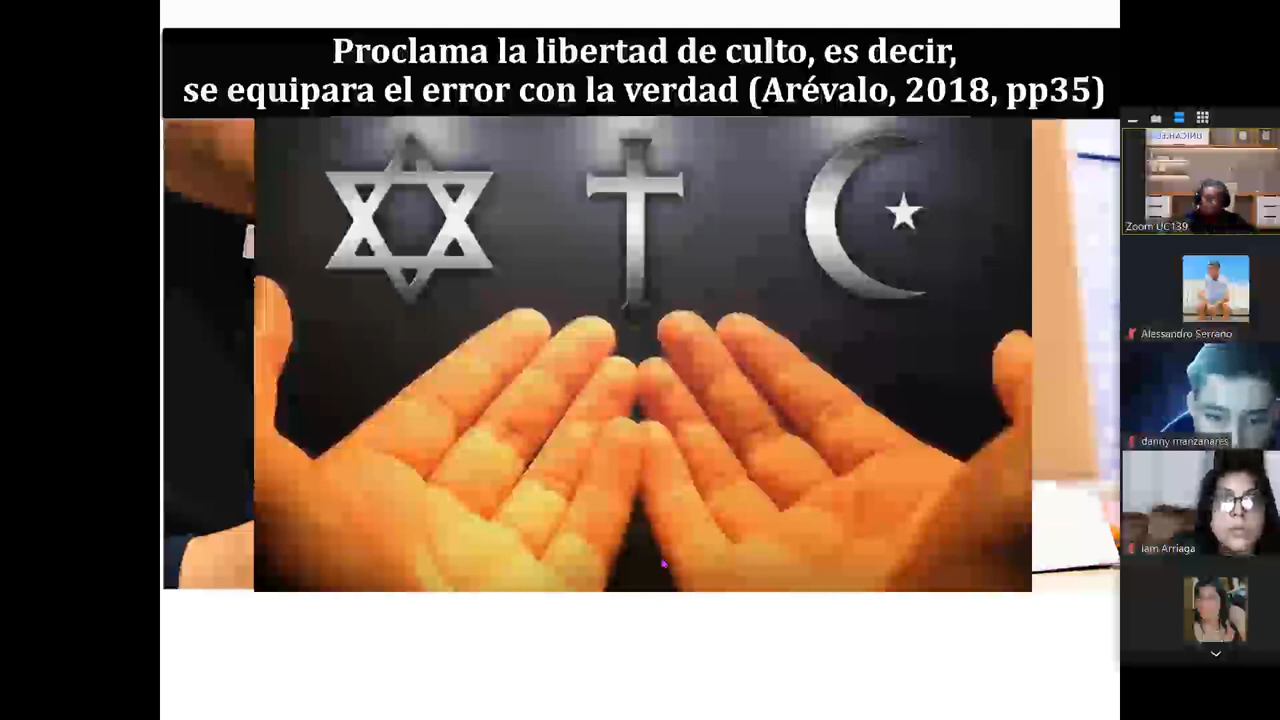 Proclama la libertad de culto, es decir,
se equipara el error con la verdad (Arévalo, 2018, pp35)
Zoom UC139
Alessandro Serrano
danny manzanares
iam Arriaga